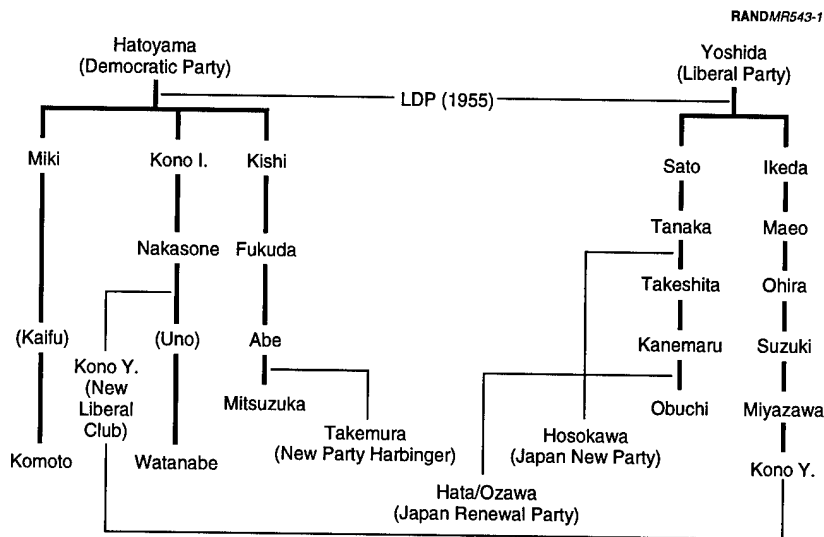 RANDMR543-1
Hatoyama
(Democratic Party)
Yoshida
(Liberal Party)
LDP (1955)
Miki
Kono I.
Kishi
Sato
Ikeda
Nakasone
Fukuda
Tanaka
Maeo
Takeshita
Ohira
(Kaifu)
(Uno)
Abe
Kanemaru
Suzuki
Kono Y.
(New
Liberal
Club)
Mitsuzuka
Obuchi
Miyazawa
Takemura
(New Party Harbinger)
Hosokawa
(Japan New Party)
Komoto
Watanabe
Kono Y.
Hata/Ozawa
(Japan Renewal Party)